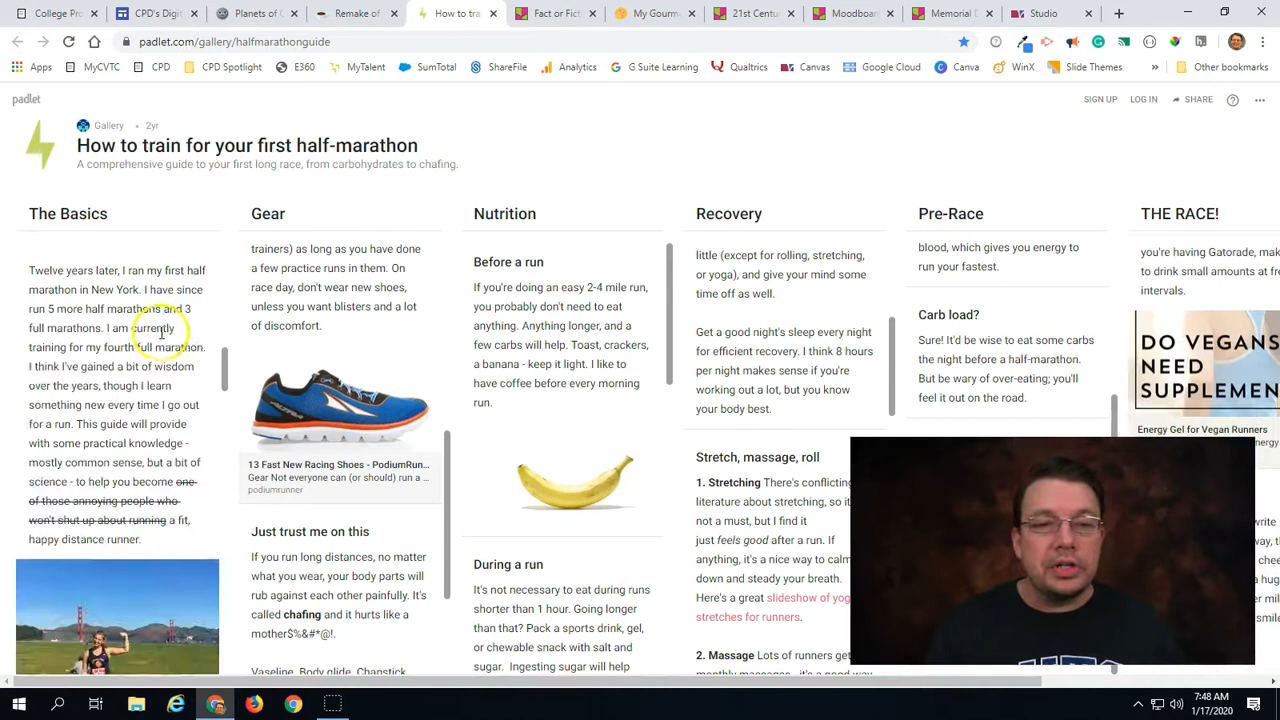 College Pro
CPD's Digit
Planets of
Remake of
How to trai
Fact or Fict
My Gourme
21st Centu
Moodboard
Memorial D
Studio
padlet.com/gallery/halfmarathonguide
Apps
MyCVTC
CPD
CPD Spotlight
E360
MyTalent
SumTotal
ShareFile
Analytics
G Suite Learning
Qualtrics
Canvas
Google Cloud
Canva
WinX
Slide Themes
»
Other bookmarks
padlet
SIGN UP
LOG IN
SHARE
Gallery • 2yr
How to train for your first half-marathon
A comprehensive guide to your first long race, from carbohydrates to chafing.
The Basics
Twelve years later, I ran my first half
marathon in New York. I have since
run 5 more half marathons and 3
full marathons. I am currently
training for my fourth full marathon.
I think I've gained a bit of wisdom
over the years, though I learn
something new every time I go out
for a run. This guide will provide
with some practical knowledge -
mostly common sense, but a bit of
science - to help you become one
of those annoying people who
won't shut up about running a fit,
happy distance runner.
Gear
trainers) as long as you have done
a few practice runs in them. On
race day, don't wear new shoes,
unless you want blisters and a lot
of discomfort.
13 Fast New Racing Shoes - PodiumRun...
Gear Not everyone can (or should) run a ...
podiumrunner
Just trust me on this
If you run long distances, no matter
what you wear, your body parts will
rub against each other painfully. It's
called chafing and it hurts like a
mother$%&#*@!.
Vaseline, Body glide, Chapstick,
Nutrition
Before a run
If you're doing an easy 2-4 mile run,
you probably don't need to eat
anything. Anything longer, and a
few carbs will help. Toast, crackers,
a banana - keep it light. I like to
have coffee before every morning
run.
During a run
It's not necessary to eat during runs
shorter than 1 hour. Going longer
than that? Pack a sports drink, gel,
or chewable snack with salt and
sugar. Ingesting sugar will help
Recovery
little (except for rolling, stretching,
or yoga), and give your mind some
time off as well.
Get a good night's sleep every night
for efficient recovery. I think 8 hours
per night makes sense if you're
working out a lot, but you know
your body best.
Stretch, massage, roll
1. Stretching There's conflicting
literature about stretching, so it
not a must, but I find it
just feels good after a run. If
anything, it's a nice way to calm
down and steady your breath.
Here's a great slideshow of yog
stretches for runners.
2. Massage Lots of runners get
monthly massages - it's a good way
Pre-Race
blood, which gives you energy to
run your fastest.
Carb load?
Sure! It'd be wise to eat some carbs
the night before a half-marathon.
But be wary of over-eating; you'll
feel it out on the road.
THE RACE!
you're having Gatorade, mak
to drink small amounts at fre
intervals.
DO VEGANS
NEED
SUPPLEMEN
Energy Gel for Vegan Runners
7:48 AM
1/17/2020